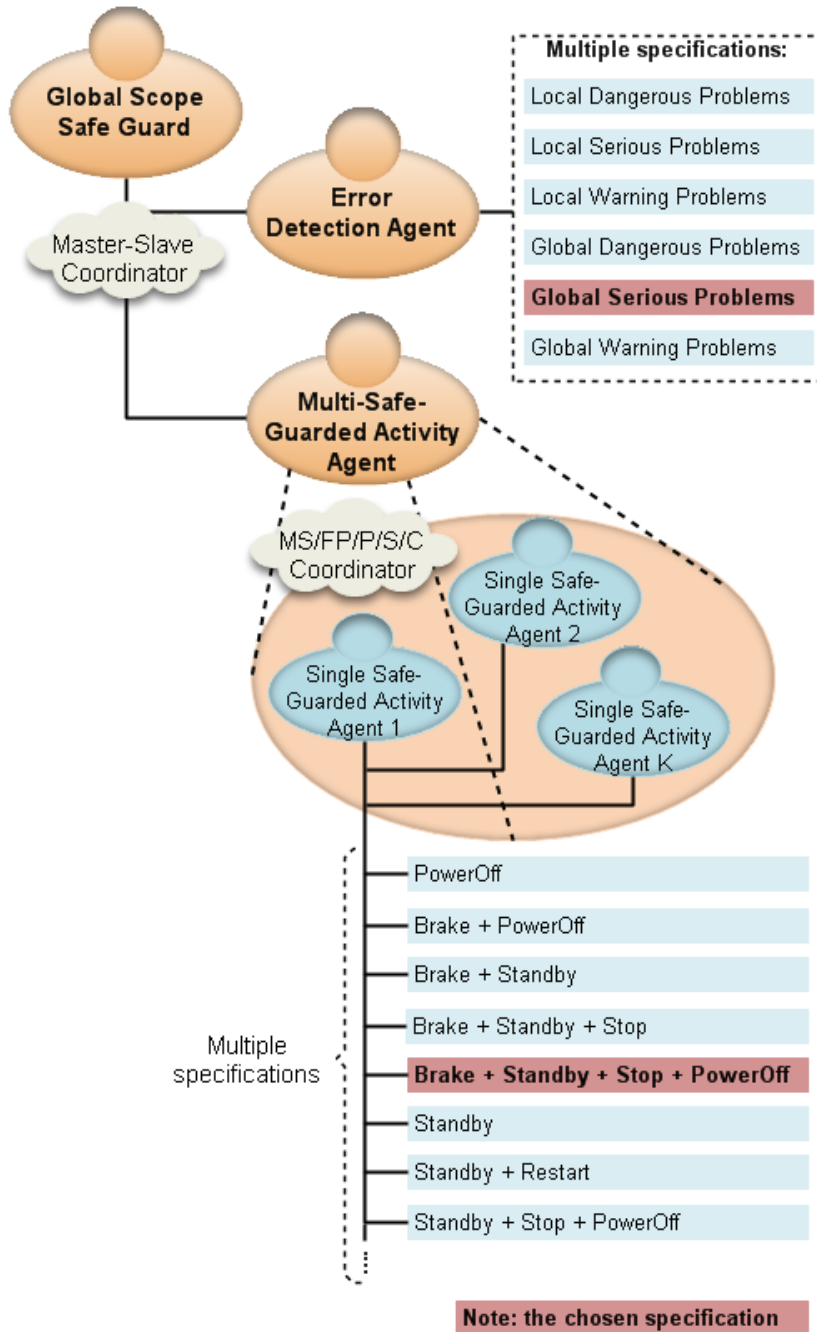 Global Scope
Safe Guard
Multiple specifications:
Local Dangerous Problems
Local Serious Problems
Local Warning Problems
Global Dangerous Problems
Global Serious Problems
Global Warning Problems
Error
Detection Agent
Master-Slave
Coordinator
Multi-Safe-
Guarded Activity
Agent
MS/FP/P/S/C
Coordinator
Single Safe-
Guarded Activity
Agent 2
Single Safe-
Guarded Activity
Agent 1
Single Safe-
Guarded Activity
Agent K
Multiple
specifications
PowerOff
Brake + PowerOff
Brake + Standby
Brake + Standby + Stop
Brake + Standby + Stop + PowerOff
Standby
Standby + Restart
Standby + Stop + PowerOff
Note: the chosen specification